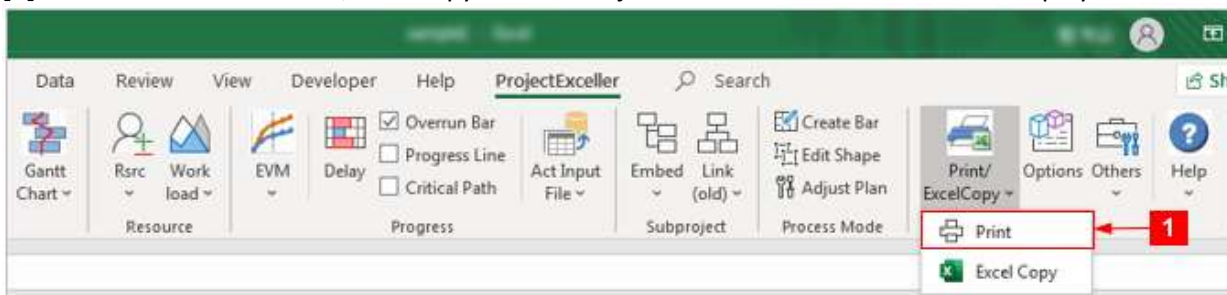 Data Review View Developer Help ProjectExceller Search Sh
Overrun Bar Create Bar
Progress Line Edit Shape
Critical Path Adjust Plan
Gantt Rsrc Work EVM Delay Act Input Embed Link Print/ Options Others Help
Chart load File (old) ExcelCopy
Resource Progress Subproject Process Mode
Print 1
Excel Copy